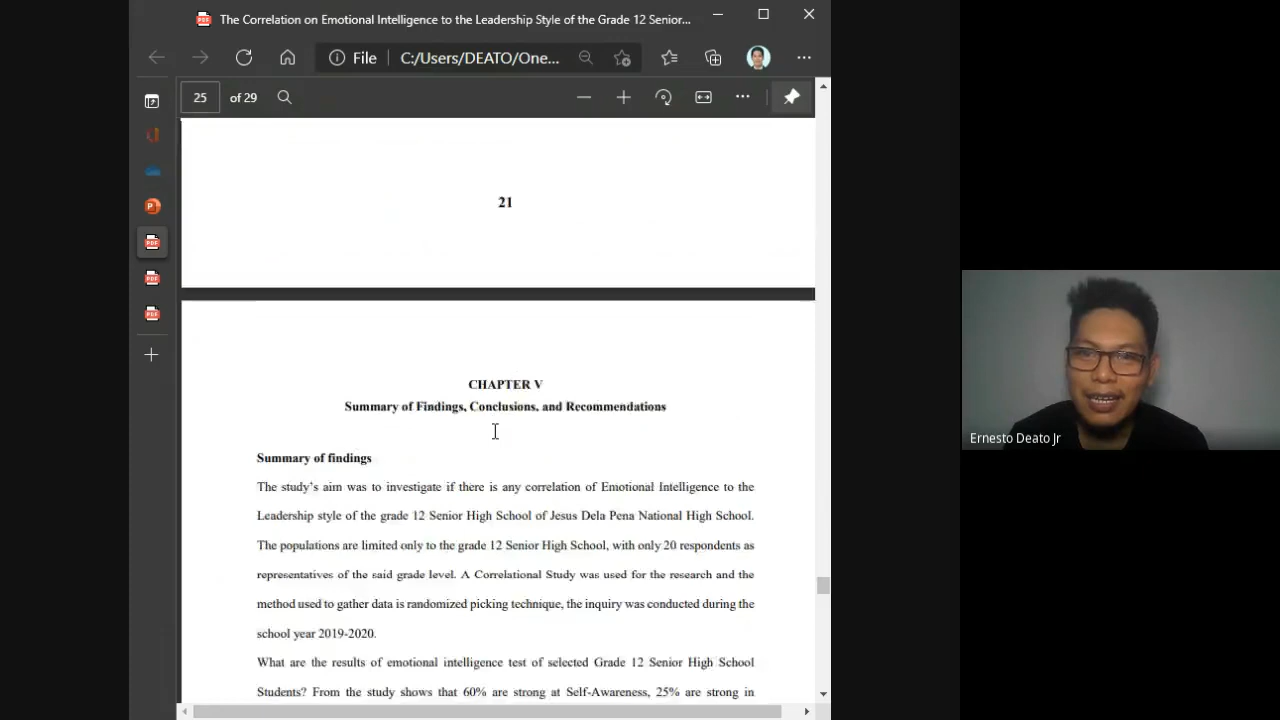 The Correlation on Emotional Intelligence to the Leadership Style of the Grade 12 Senior...
File C:/Users/DEATO/One...
25 of 29
21
CHAPTER V
Summary of Findings, Conclusions, and Recommendations
Summary of findings
The study's aim was to investigate if there is any correlation of Emotional Intelligence to the
Leadership style of the grade 12 Senior High School of Jesus Dela Pena National High School.
The populations are limited only to the grade 12 Senior High School, with only 20 respondents as
representatives of the said grade level. A Correlational Study was used for the research and the
method used to gather data is randomized picking technique, the inquiry was conducted during the
school year 2019-2020.
What are the results of emotional intelligence test of selected Grade 12 Senior High School
Students? From the study shows that 60% are strong at Self-Awareness, 25% are strong in
Ernesto Deato Jr